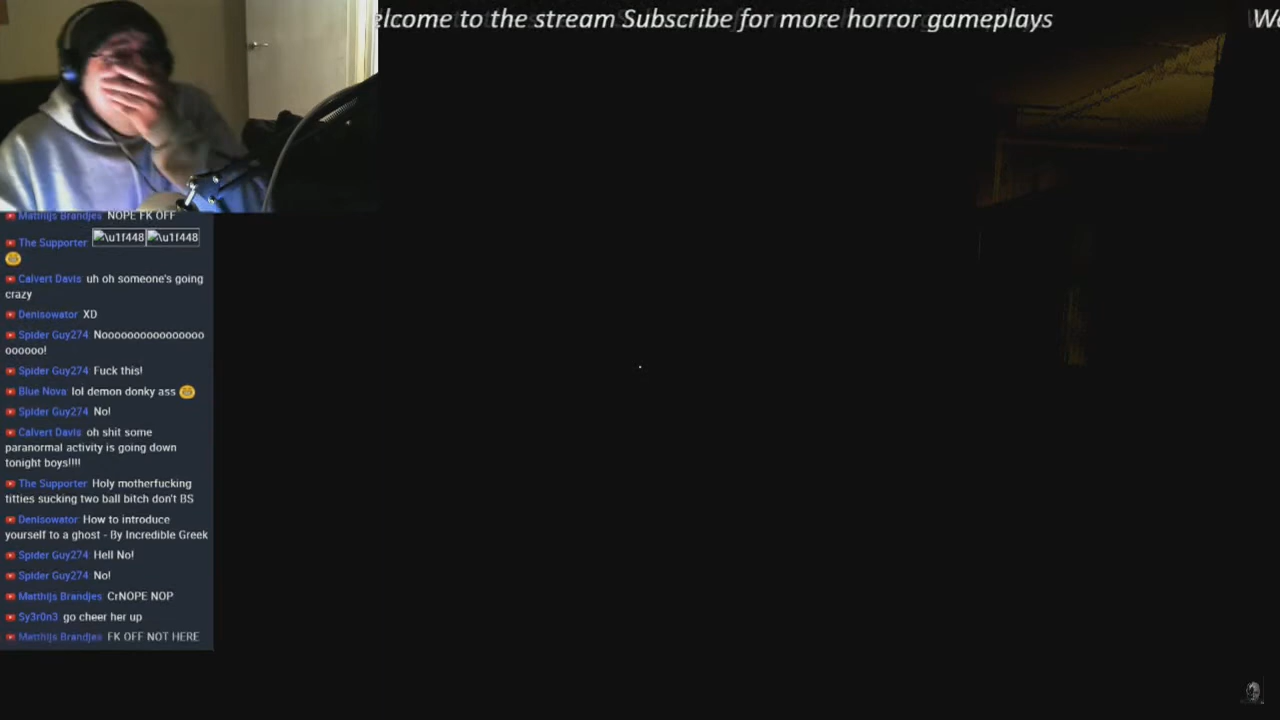 elcome to the stream Subscribe for more horror gameplays
We
Matthijs Brandjes NOPE FK OFF
The Supporter \u1f448 \u1f448
Calvert Davis uh oh someone's going
crazy
Denisowator XD
Spider Guy274 Nooooooooooooooooo
oooooo!
Spider Guy274 Fuck this!
Blue Nova lol demon donky ass
Spider Guy274 No!
Calvert Davis oh shit some
paranormal activity is going down
tonight boys!!!!
The Supporter Holy motherfucking
titties sucking two ball bitch don't BS
Denisowator How to introduce
yourself to a ghost - By Incredible Greek
Spider Guy274 Hell No!
Spider Guy274 No!
Matthijs Brandjes CrNOPE NOP
Sy3r0n3 go cheer her up
Matthijs Brandjes FK OFF NOT HERE